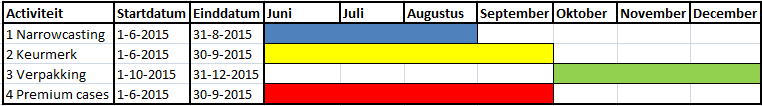 Activiteit Startdatum Einddatum Juni Juli Augustus September Oktober November December
1 Narrowcasting 1-6-2015 31-8-2015
2 Keurmerk 1-6-2015 30-9-2015
3 Verpakking 1-10-2015 31-12-2015
4 Premium cases 1-6-2015 30-9-2015